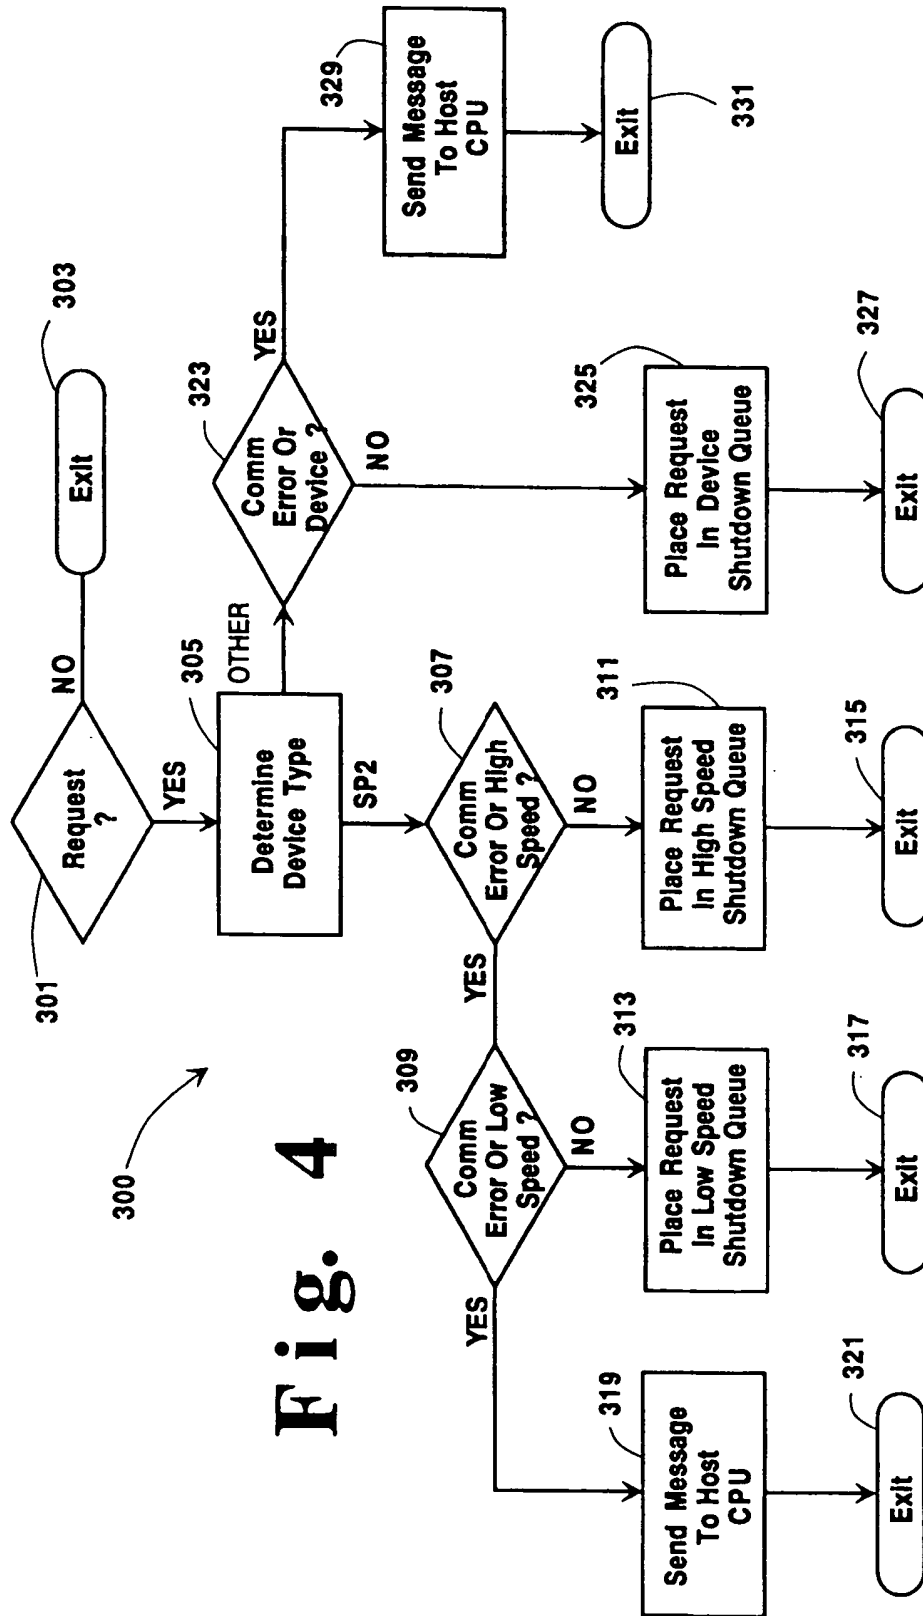 301
Request
?
NO
303
Exit
YES
300
305
Determine
Device Type
OTHER
323
Comm
Error Or
Device ?
YES
329
Send Message
To Host
CPU
331
Exit
SP2
NO
309
Comm
Error Or Low
Speed ?
YES
307
Comm
Error Or High
Speed ?
YES
NO
NO
319
Send Message
To Host
CPU
313
Place Request
In Low Speed
Shutdown Queue
311
Place Request
In High Speed
Shutdown Queue
325
Place Request
In Device
Shutdown Queue
321
Exit
317
Exit
315
Exit
327
Exit
Fig. 4